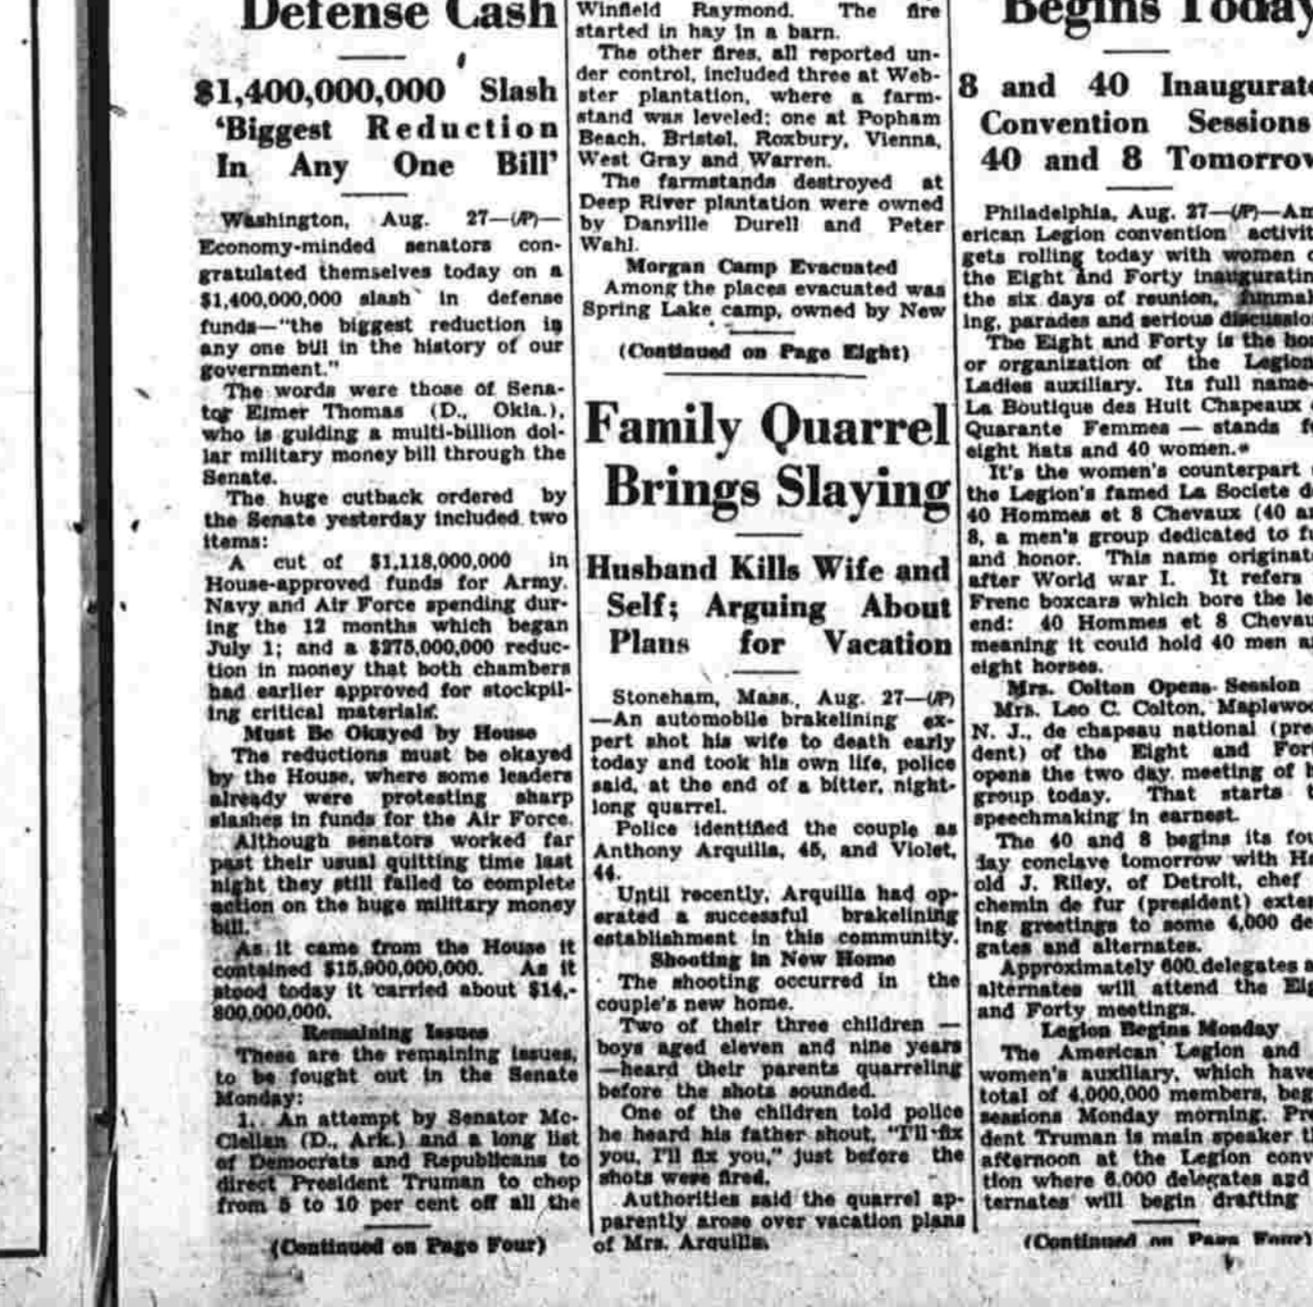 Defense Cash
$1,400,000,000 Slash
'Biggest Reduction
In Any One Bill'
Washington, Aug. 27—(AP)—
Economy-minded senators con-
gratulated themselves today on a
$1,400,000,000 slash in defense
funds—"the biggest reduction in
any one bill in the history of our
government."
The words were those of Sena-
tor Elmer Thomas (D., Okla.),
who is guiding a multi-billion dol-
lar military money bill through the
Senate.
The huge cutback ordered by
the Senate yesterday included two
items:
A cut of $1,118,000,000 in
House-approved funds for Army.
Navy and Air Force spending dur-
ing the 12 months which began
July 1; and a $275,000,000 reduc-
tion in money that both chambers
had earlier approved for stockpil-
ing critical materials.
Must Be Okayed by House
The reductions must be okayed
by the House, where some leaders
already were protesting sharp
slashes in funds for the Air Force.
Although senators worked far
past their usual quitting time last
night they still failed to complete
action on the huge military money
bill.
As it came from the House it
contained $15,900,000,000. As it
stood today it carried about $14,-
800,000,000.
Remaining Issues
These are the remaining issues,
to be fought out in the Senate
Monday:
1. An attempt by Senator Mc-
Clellan (D., Ark.) and a long list
of Democrats and Republicans to
direct President Truman to chop
from 5 to 10 per cent off all the
(Continued on Page Four)
Winfield Raymond. The fire
started in hay in a barn.
The other fires, all reported un-
der control, included three at Web-
ster plantation, where a farm-
stand was leveled; one at Popham
Beach, Bristol, Roxbury, Vienna,
West Gray and Warren.
The farmstands destroyed at
Deep River plantation were owned
by Danville Durell and Peter
Wahl.
Morgan Camp Evacuated
Among the places evacuated was
Spring Lake camp, owned by New
(Continued on Page Eight)
Family Quarrel
Brings Slaying
Husband Kills Wife and
Self; Arguing About
Plans for Vacation
Stoneham, Mass., Aug. 27—(AP)
—An automobile brakelining ex-
pert shot his wife to death early
today and took his own life, police
said, at the end of a bitter, night-
long quarrel.
Police identified the couple as
Anthony Arquilla, 45, and Violet,
44.
Until recently, Arquilla had op-
erated a successful brakelining
establishment in this community.
Shooting in New Home
The shooting occurred in the
couple's new home.
Two of their three children —
boys aged eleven and nine years
—heard their parents quarreling
before the shots sounded.
One of the children told police
he heard his father shout, "I'll fix
you, I'll fix you," just before the
shots were fired.
Authorities said the quarrel ap-
parently arose over vacation plans
of Mrs. Arquilla.
Begins Today
8 and 40 Inaugurate
Convention Sessions
40 and 8 Tomorrow
Philadelphia, Aug. 27—(AP)—Am
erican Legion convention activit
gets rolling today with women o
the Eight and Forty inauguratin
the six days of reunion, funmak
ing, parades and serious discussio
The Eight and Forty is the hon
or organization of the Legion
Ladies auxiliary. Its full name—
La Boutique des Huit Chapeaux
Quarante Femmes — stands fo
eight hats and 40 women."
It's the women's counterpart
the Legion's famed La Societe de
40 Hommes et 8 Chevaux (40 an
8, a men's group dedicated to fu
and honor. This name originate
after World war I. It refers
Frenc boxcars which bore the le
end: 40 Hommes et 8 Chevau
meaning it could hold 40 men a
eight horses.
Mrs. Colton Opens Session
Mrs. Leo C. Colton, Maplewoo
N. J., de chapeau national (pre
dent) of the Eight and For
opens the two day meeting of h
group today. That starts t
speechmaking in earnest.
The 40 and 8 begins its fou
day conclave tomorrow with Ha
old J. Riley, of Detroit, chef
chemin de fur (president) exten
ing greetings to some 4,000 de
gates and alternates.
Approximately 600 delegates a
alternates will attend the Eig
and Forty meetings.
Legion Begins Monday
The American Legion and
women's auxiliary, which have
total of 4,000,000 members, beg
sessions Monday morning. Pr
dent Truman is main speaker th
afternoon at the Legion conv
tion where 6,000 delegates and
ternates will begin drafting
(Continued on Page Four)